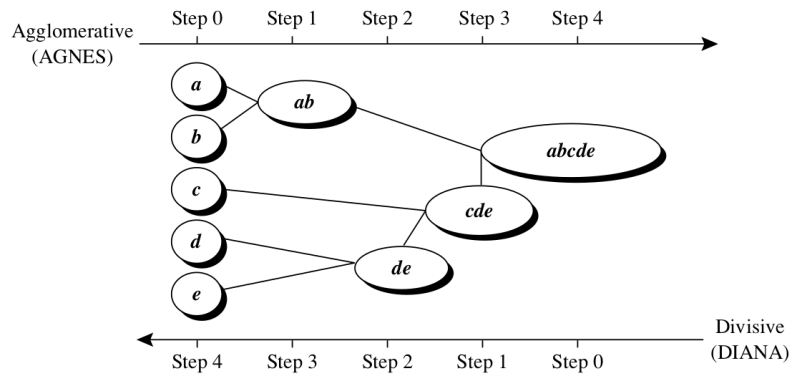 Agglomerative
(AGNES)
Step 0 Step 1 Step 2 Step 3 Step 4
a
ab
b
abcde
c
cde
d
de
e
Divisive
(DIANA)
Step 4 Step 3 Step 2 Step 1 Step 0